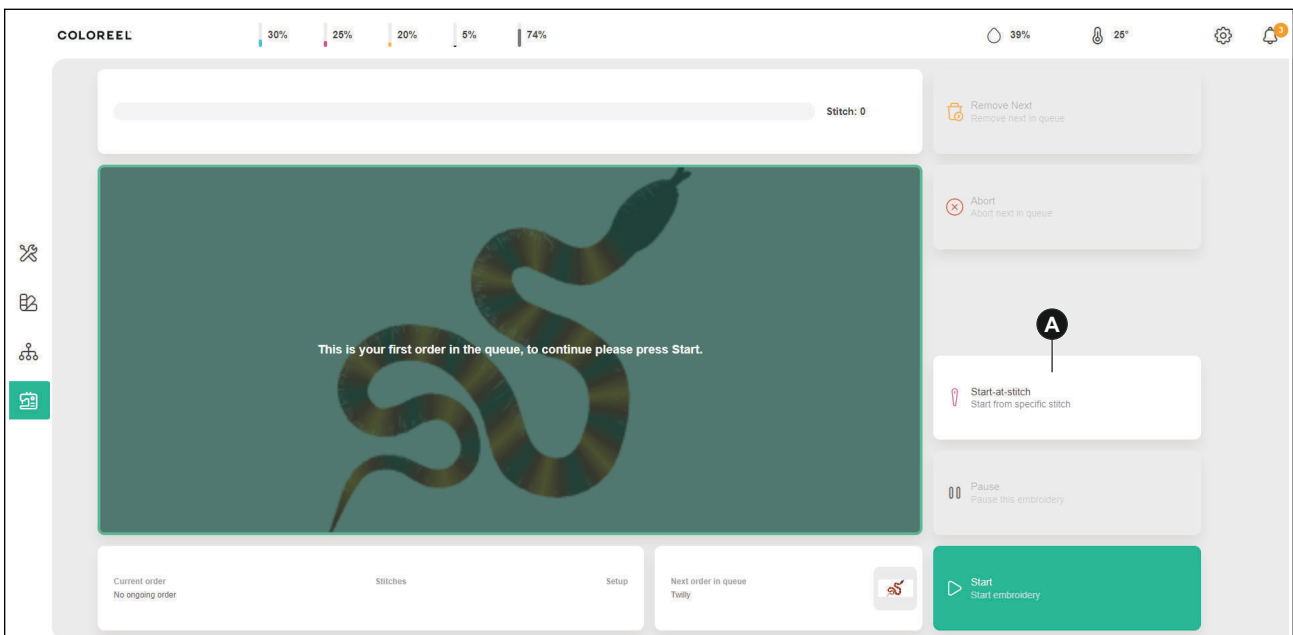 COLOREEL
30%
25%
20%
5%
74%
39%
25°
3
Stitch: 0
Remove Next
Remove next in queue
Abort
Abort next in queue
A
This is your first order in the queue, to continue please press Start.
Start-at-stitch
Start from specific stitch
Pause
Pause this embroidery
Current order
No ongoing order
Stitches
Setup
Next order in queue
Twilly
Start
Start embroidery